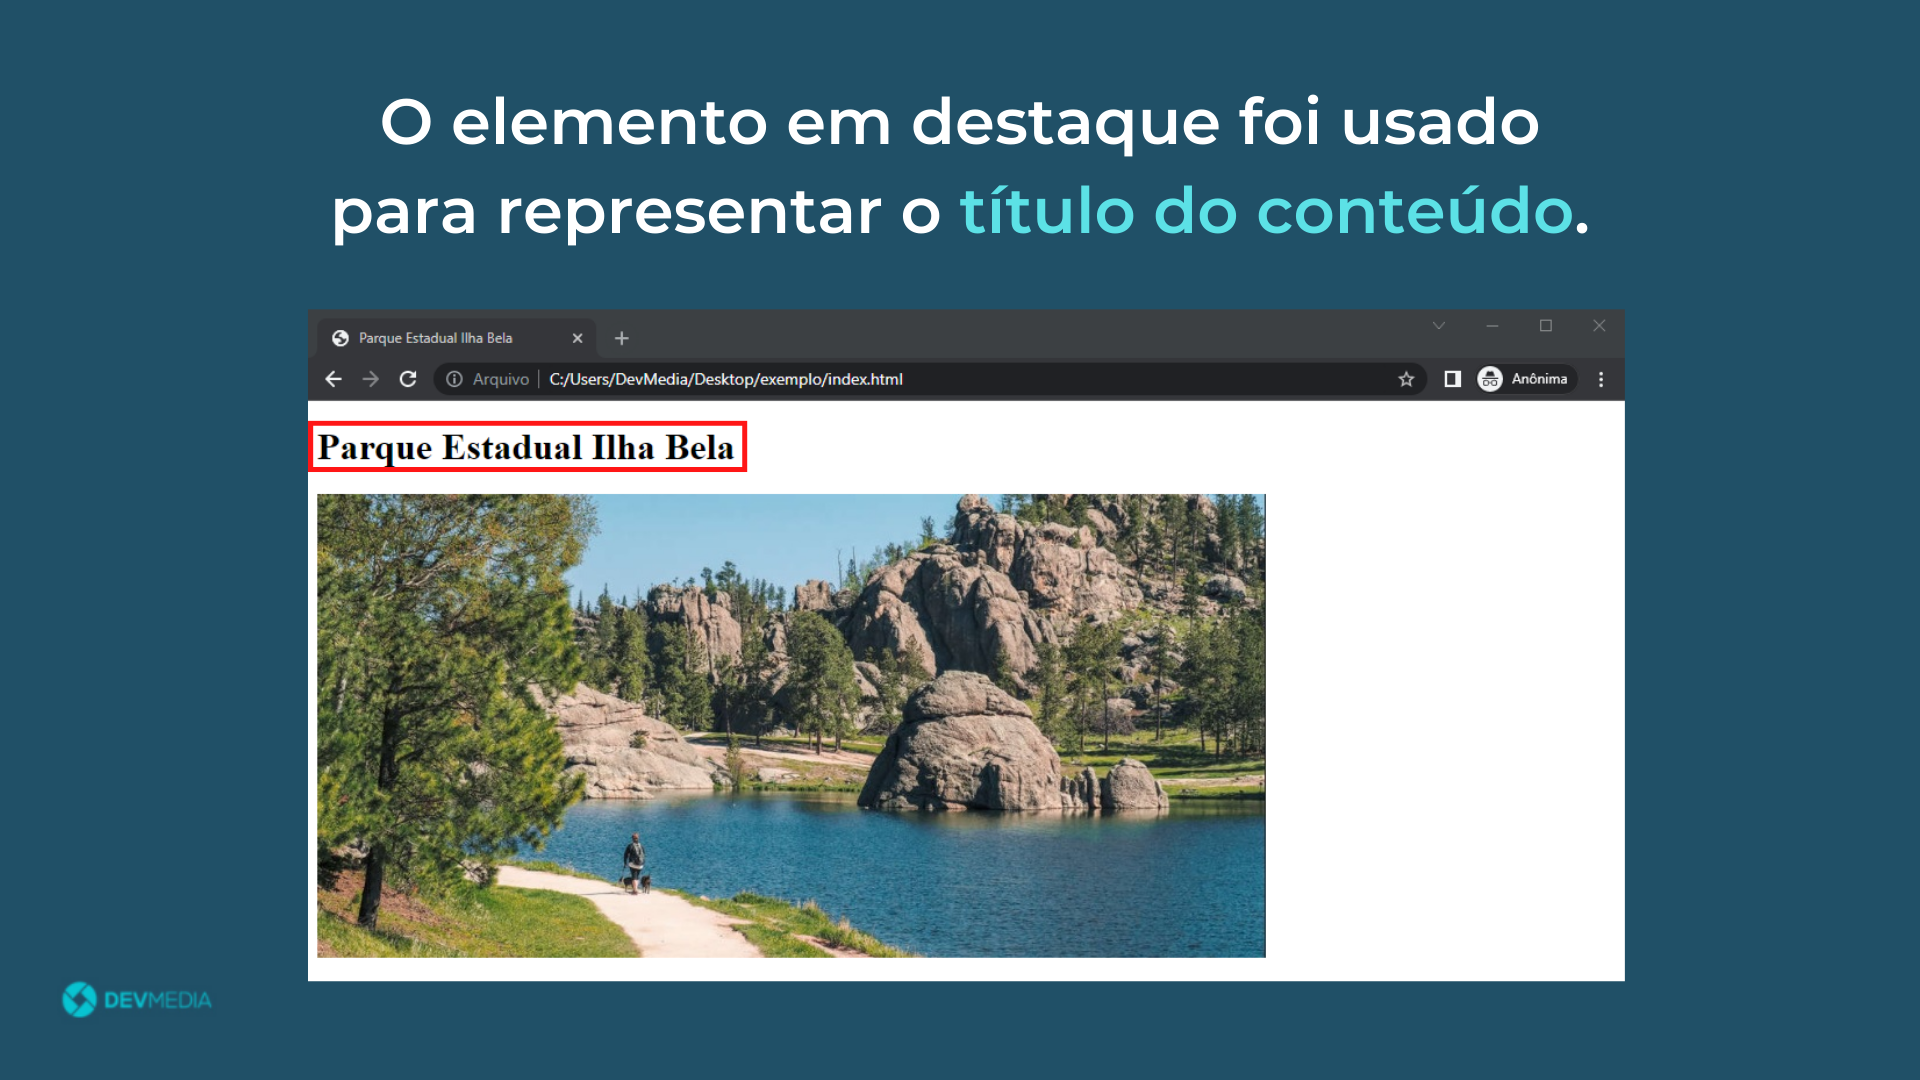 O elemento em destaque foi usado
para representar o título do conteúdo.
Parque Estadual Ilha Bela
Arquivo C:/Users/DevMedia/Desktop/exemplo/index.html Anônima
Parque Estadual Ilha Bela
DEVMEDIA